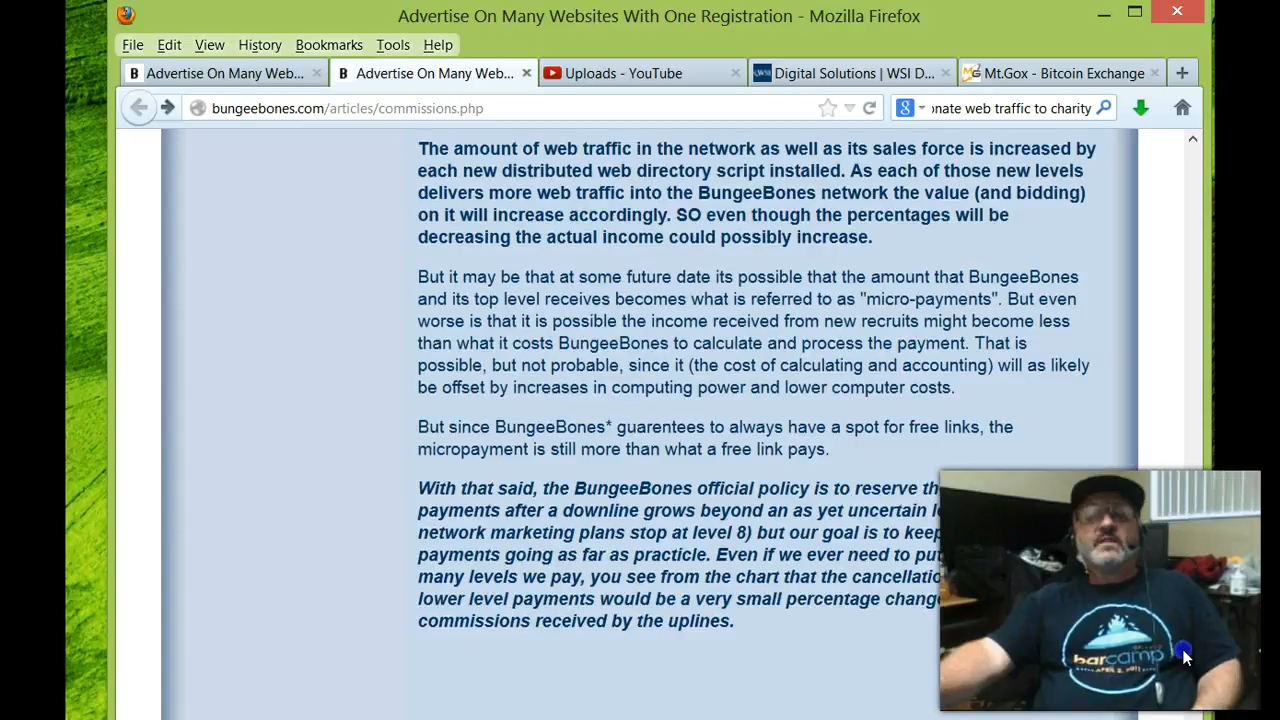 Advertise On Many Websites With One Registration - Mozilla Firefox
File Edit View History Bookmarks Tools Help
B Advertise On Many Web... × B Advertise On Many Web... × Uploads - YouTube × WSI Digital Solutions | WSI D... × Mt.Gox - Bitcoin Exchange × +
bungeebones.com/articles/commissions.php 8 onate web traffic to charity
The amount of web traffic in the network as well as its sales force is increased by
each new distributed web directory script installed. As each of those new levels
delivers more web traffic into the BungeeBones network the value (and bidding)
on it will increase accordingly. SO even though the percentages will be
decreasing the actual income could possibly increase.
But it may be that at some future date its possible that the amount that BungeeBones
and its top level receives becomes what is referred to as "micro-payments". But even
worse is that it is possible the income received from new recruits might become less
than what it costs BungeeBones to calculate and process the payment. That is
possible, but not probable, since it (the cost of calculating and accounting) will as likely
be offset by increases in computing power and lower computer costs.
But since BungeeBones* guarentees to always have a spot for free links, the
micropayment is still more than what a free link pays.
With that said, the BungeeBones official policy is to reserve th
payments after a downline grows beyond an as yet uncertain l
network marketing plans stop at level 8) but our goal is to keep
payments going as far as practicle. Even if we ever need to put
many levels we pay, you see from the chart that the cancellatio
lower level payments would be a very small percentage chang
commissions received by the uplines.
barcamp
APRIL 2, 2011